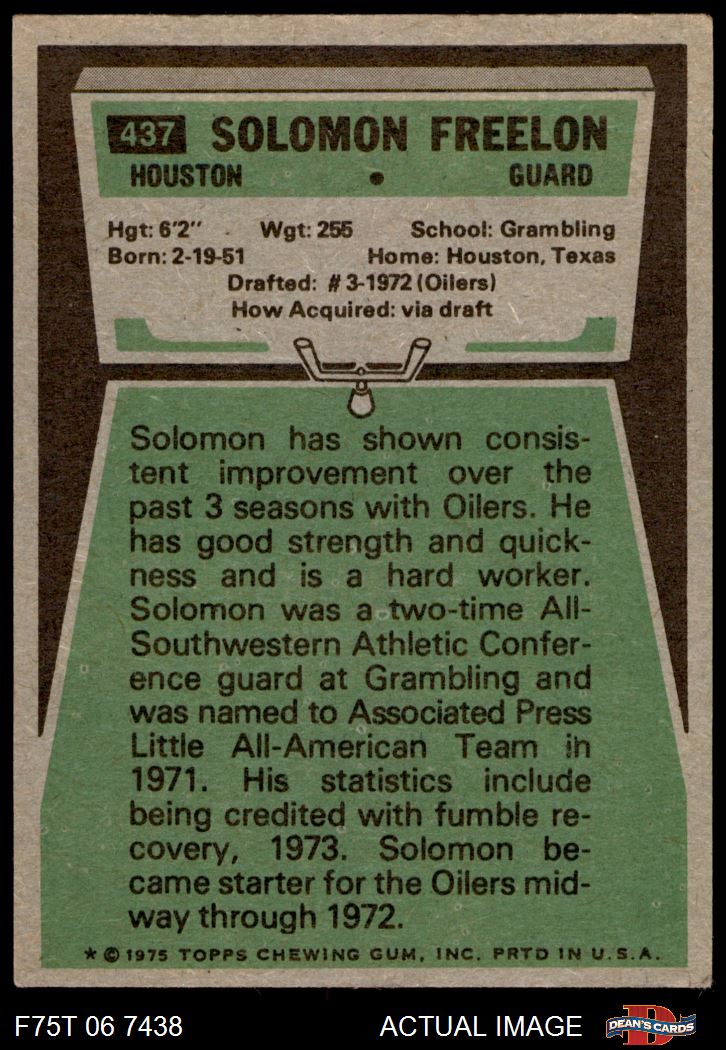 437 SOLOMON FREELON
HOUSTON • GUARD
Hgt: 6'2" Wgt: 255 School: Grambling
Born: 2-19-51 Home: Houston, Texas
Drafted: #3-1972 (Oilers)
How Acquired: via draft
Solomon has shown consis-
tent improvement over the
past 3 seasons with Oilers. He
has good strength and quick-
ness and is a hard worker.
Solomon was a two-time All-
Southwestern Athletic Confer-
ence guard at Grambling and
was named to Associated Press
Little All-American Team in
1971. His statistics include
being credited with fumble re-
covery, 1973. Solomon be-
came starter for the Oilers mid-
way through 1972.
* © 1975 TOPPS CHEWING GUM, INC. PRTD IN U.S.A.
F75T 06 7438 ACTUAL IMAGE D DEAN'S CARDS